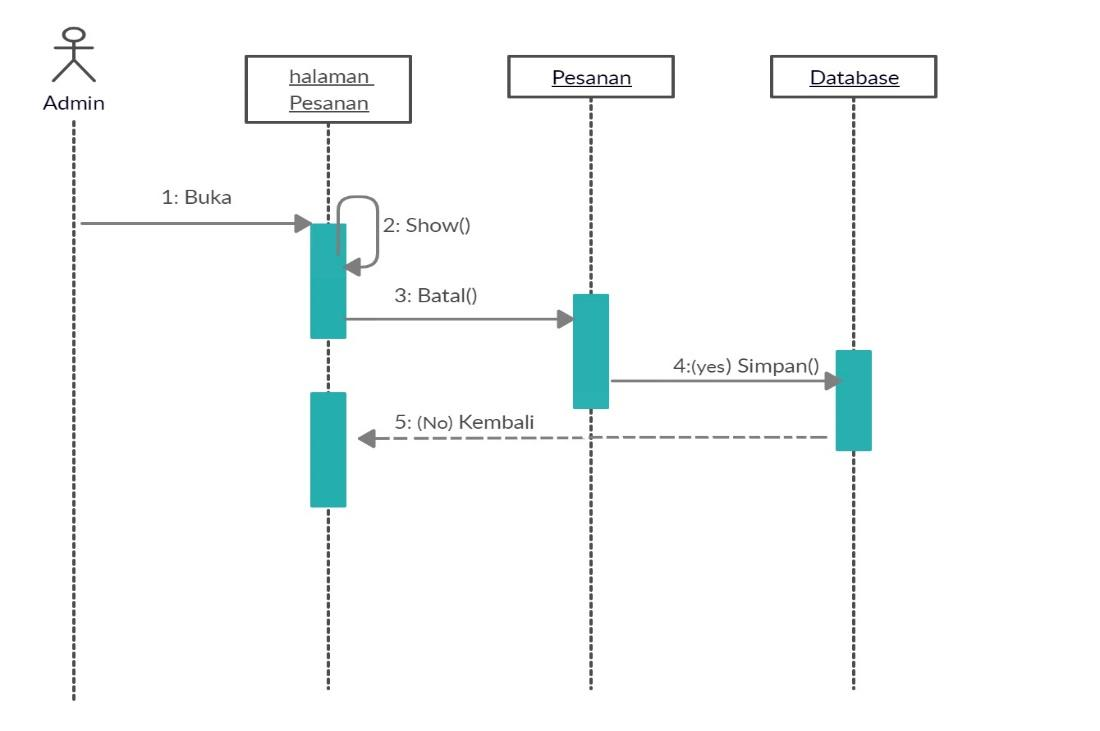 Admin
halaman
Pesanan
Pesanan
Database
1: Buka
2: Show()
3: Batal()
4:(yes) Simpan()
5: (No) Kembali